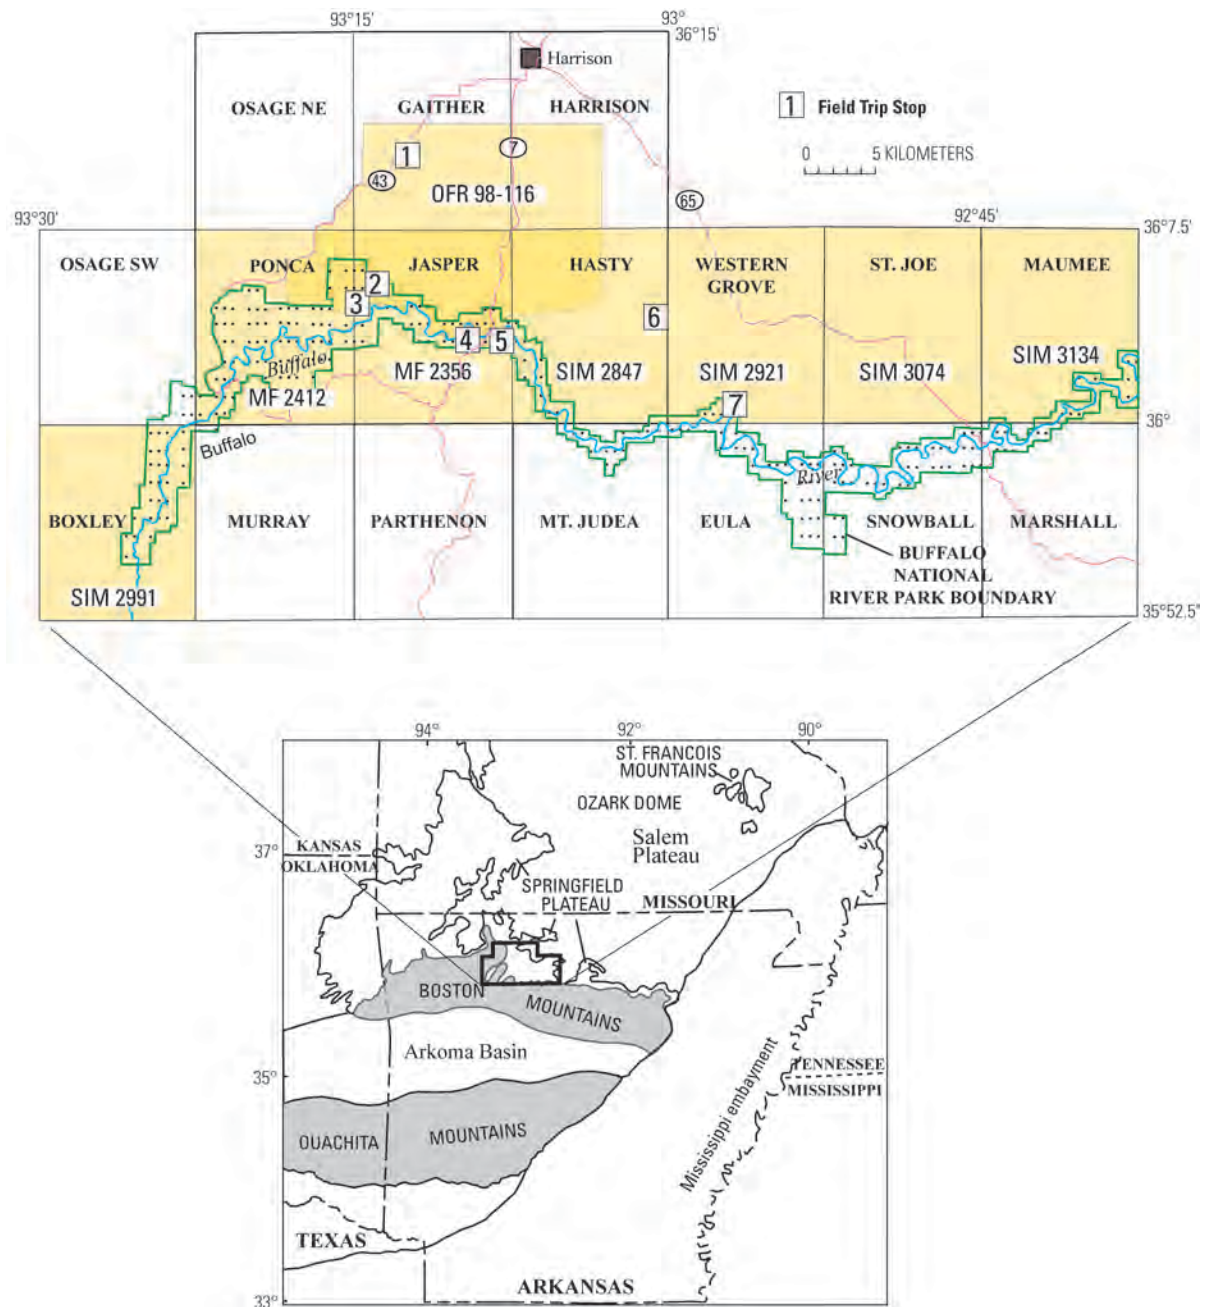 93°15'
93°
36°15'
Harrison
OSAGE NE
GAITHER
HARRISON
1 Field Trip Stop
0 5 KILOMETERS
1
7
43
OFR 98-116
65
93°30'
92°45'
36°7.5'
OSAGE SW
PONCA
JASPER
HASTY
WESTERN
GROVE
ST. JOE
MAUMEE
2
3
6
4
5
SIM 3134
Buffalo
MF 2356
SIM 2847
SIM 2921
SIM 3074
MF 2412
7
36°
Buffalo
River
BOXLEY
MURRAY
PARTHENON
MT. JUDEA
EULA
SNOWBALL
MARSHALL
BUFFALO
NATIONAL
RIVER PARK BOUNDARY
SIM 2991
35°52.5"
94°
92°
90°
ST. FRANCOIS
MOUNTAINS
OZARK DOME
Salem
Plateau
37°
KANSAS
OKLAHOMA
SPRINGFIELD
PLATEAU
MISSOURI
BOSTON
MOUNTAINS
Arkoma Basin
35°
TENNESSEE
MISSISSIPPI
Mississippi embayment
OUACHITA
MOUNTAINS
TEXAS
ARKANSAS
33°